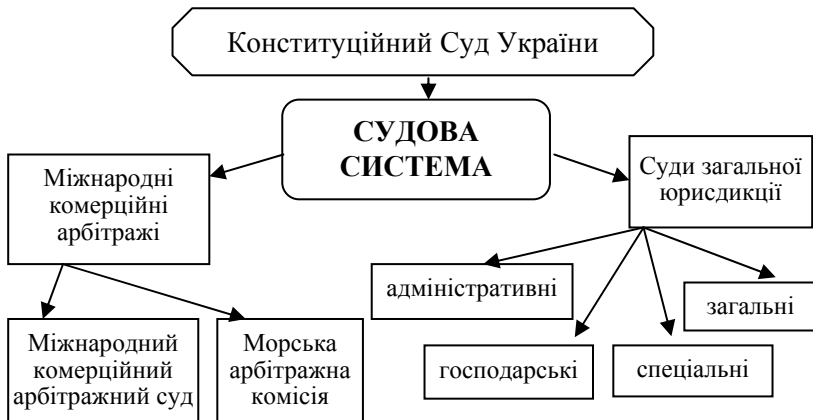 Конституційний Суд України
СУДОВА
СИСТЕМА
Міжнародні
комерційні
арбітражі
Суди загальної
юрисдикції
адміністративні
загальні
Міжнародний
комерційний
арбітражний суд
Морська
арбітражна
комісія
господарські
спеціальні